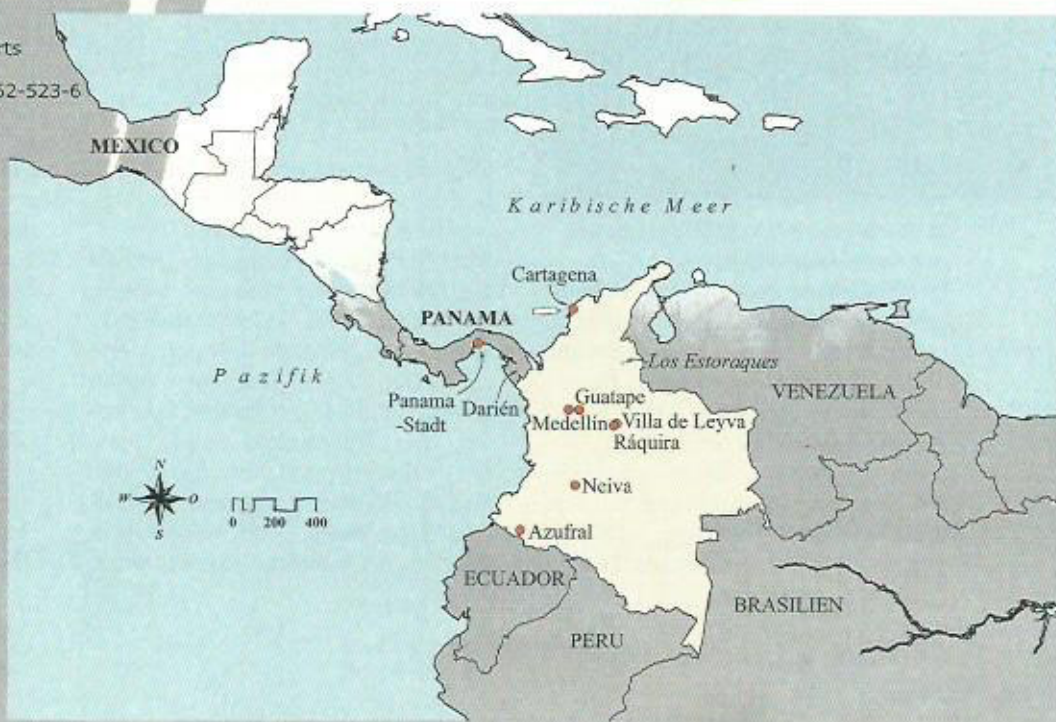 rts
52-523-6
MEXICO
Karibische Meer
Cartagena
PANAMA
Los Estoraques
Pazifik
VENEZUELA
Panama
-Stadt
Darién
Guatape
Medellin
Villa de Leyva
Ráquira
N
W
O
S
0 200 400
Neiva
Azufral
ECUADOR
BRASILIEN
PERU